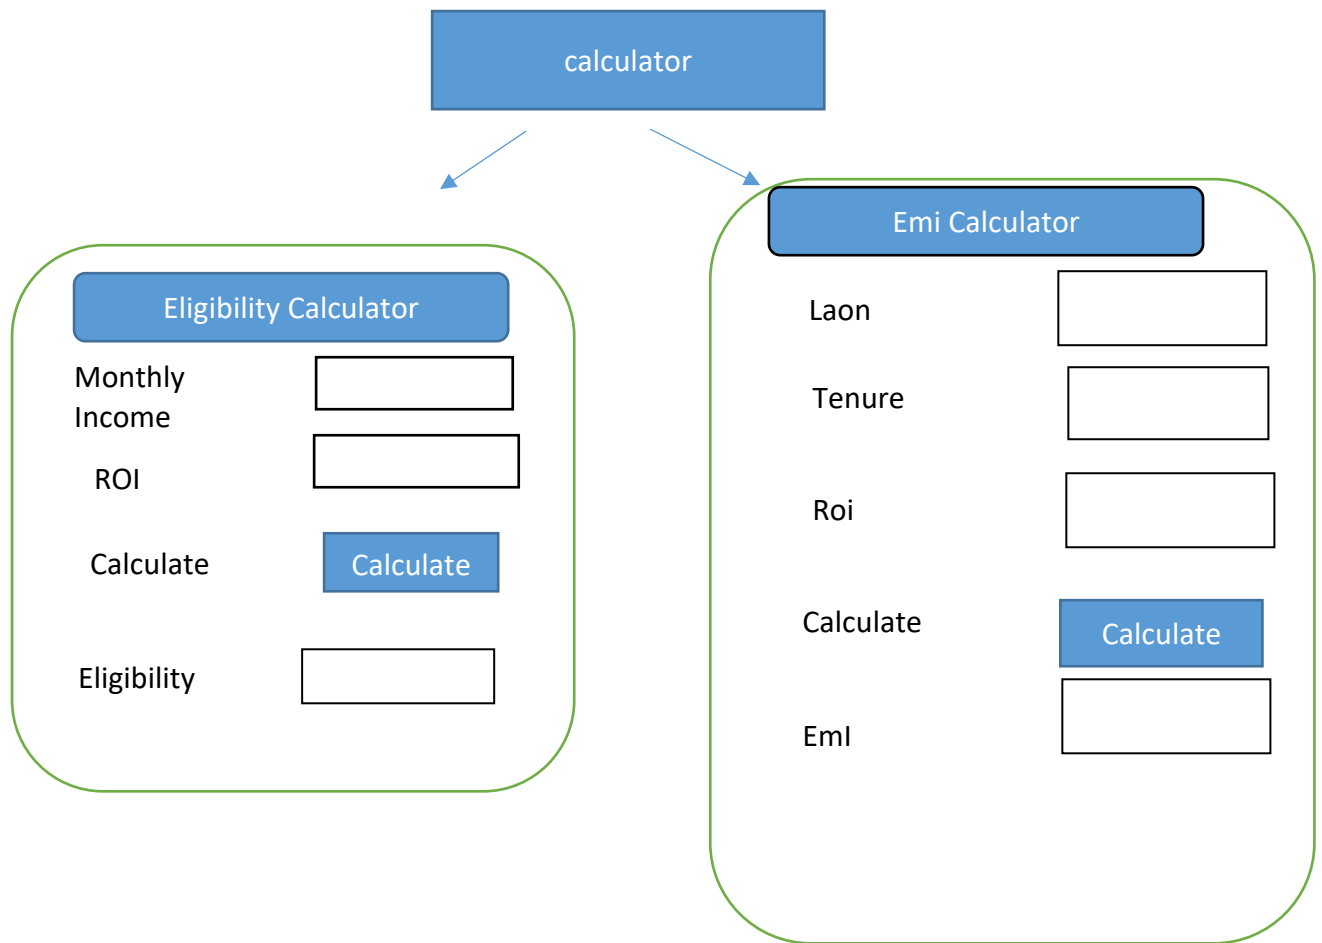 calculator
Eligibility Calculator
Monthly
Income
ROI
Calculate
Calculate
Eligibility
Emi Calculator
Laon
Tenure
Roi
Calculate
Calculate
EmI